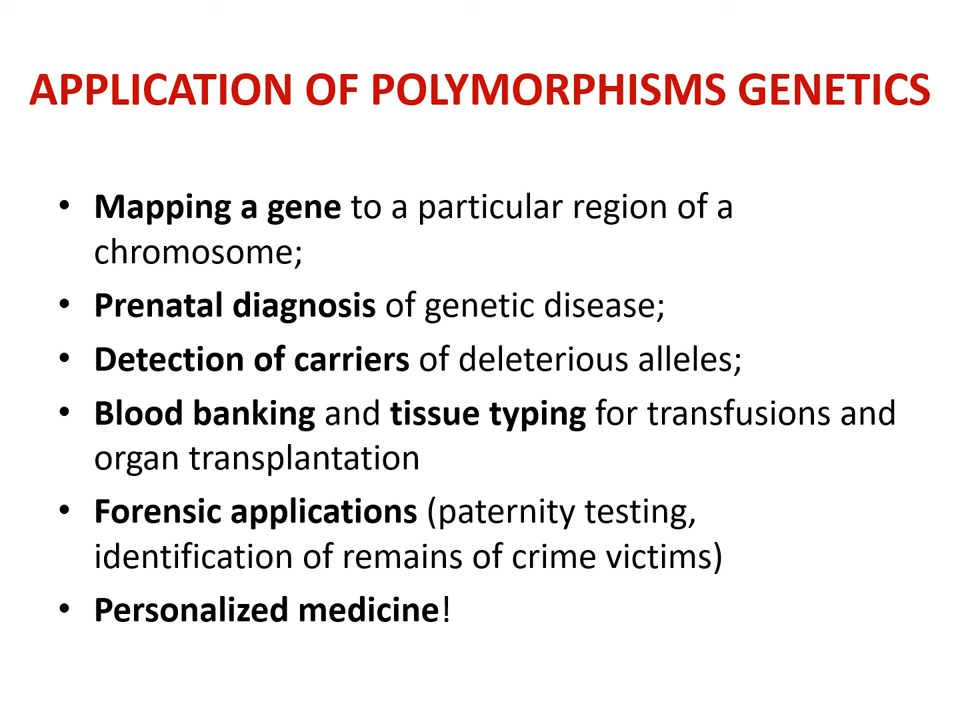 APPLICATION OF POLYMORPHISMS GENETICS
• Mapping a gene to a particular region of a
chromosome;
• Prenatal diagnosis of genetic disease;
• Detection of carriers of deleterious alleles;
• Blood banking and tissue typing for transfusions and
organ transplantation
• Forensic applications (paternity testing,
identification of remains of crime victims)
• Personalized medicine!